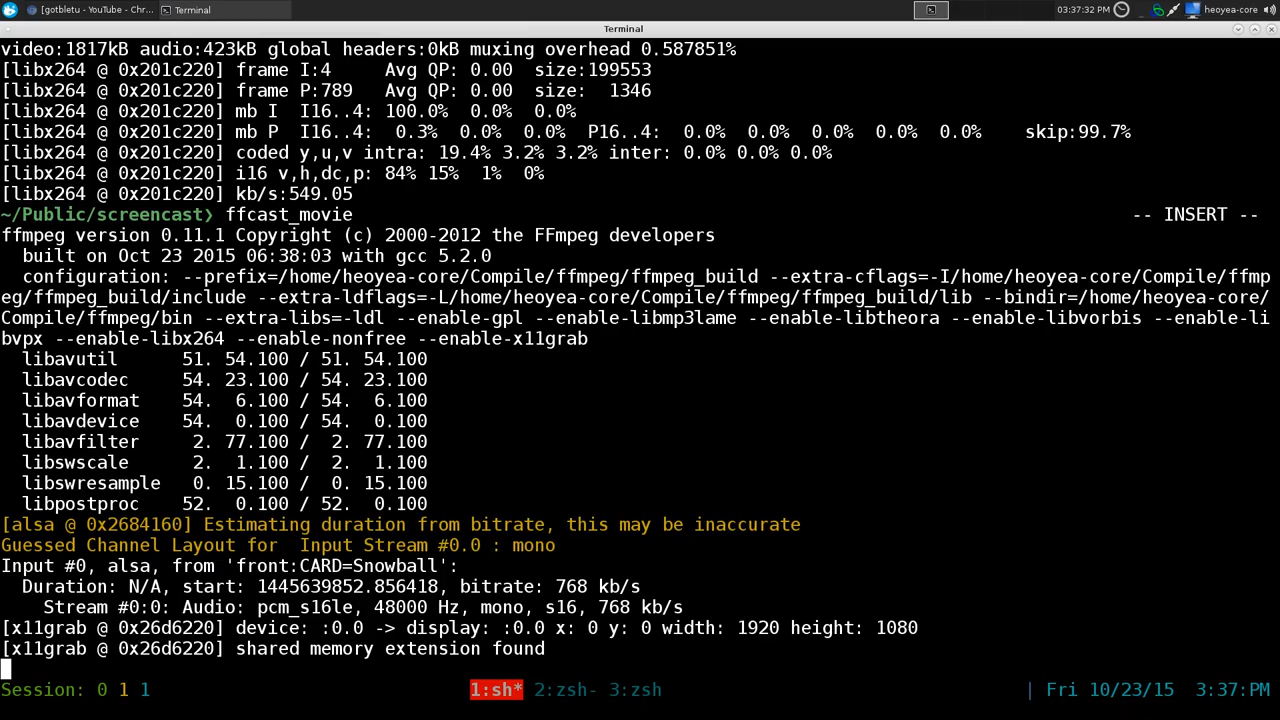 [gotbletu - YouTube - Chr...
Terminal
03:37:32 PM
heoyea-core
Terminal
video:1817kB audio:423kB global headers:0kB muxing overhead 0.587851%
[libx264 @ 0x201c220] frame I:4     Avg QP: 0.00  size:199553
[libx264 @ 0x201c220] frame P:789   Avg QP: 0.00  size:  1346
[libx264 @ 0x201c220] mb I  I16..4: 100.0%  0.0%  0.0%
[libx264 @ 0x201c220] mb P  I16..4:  0.3%  0.0%  0.0%  P16..4:  0.0%  0.0%  0.0%  0.0%  0.0%    skip:99.7%
[libx264 @ 0x201c220] coded y,u,v intra: 19.4% 3.2% 3.2% inter: 0.0% 0.0% 0.0%
[libx264 @ 0x201c220] i16 v,h,dc,p: 84% 15%  1%  0%
[libx264 @ 0x201c220] kb/s:549.05
~/Public/screencast❯ ffcast_movie -- INSERT --
ffmpeg version 0.11.1 Copyright (c) 2000-2012 the FFmpeg developers
  built on Oct 23 2015 06:38:03 with gcc 5.2.0
  configuration: --prefix=/home/heoyea-core/Compile/ffmpeg/ffmpeg_build --extra-cflags=-I/home/heoyea-core/Compile/ffmp
eg/ffmpeg_build/include --extra-ldflags=-L/home/heoyea-core/Compile/ffmpeg/ffmpeg_build/lib --bindir=/home/heoyea-core/
Compile/ffmpeg/bin --extra-libs=-ldl --enable-gpl --enable-libmp3lame --enable-libtheora --enable-libvorbis --enable-li
bvpx --enable-libx264 --enable-nonfree --enable-x11grab
  libavutil      51. 54.100 / 51. 54.100
  libavcodec     54. 23.100 / 54. 23.100
  libavformat    54.  6.100 / 54.  6.100
  libavdevice    54.  0.100 / 54.  0.100
  libavfilter     2. 77.100 /  2. 77.100
  libswscale      2.  1.100 /  2.  1.100
  libswresample   0. 15.100 /  0. 15.100
  libpostproc    52.  0.100 / 52.  0.100
[alsa @ 0x2684160] Estimating duration from bitrate, this may be inaccurate
Guessed Channel Layout for  Input Stream #0.0 : mono
Input #0, alsa, from 'front:CARD=Snowball':
  Duration: N/A, start: 1445639852.856418, bitrate: 768 kb/s
    Stream #0:0: Audio: pcm_s16le, 48000 Hz, mono, s16, 768 kb/s
[x11grab @ 0x26d6220] device: :0.0 -> display: :0.0 x: 0 y: 0 width: 1920 height: 1080
[x11grab @ 0x26d6220] shared memory extension found
Session: 0 1 1 1:sh* 2:zsh- 3:zsh | Fri 10/23/15  3:37:PM